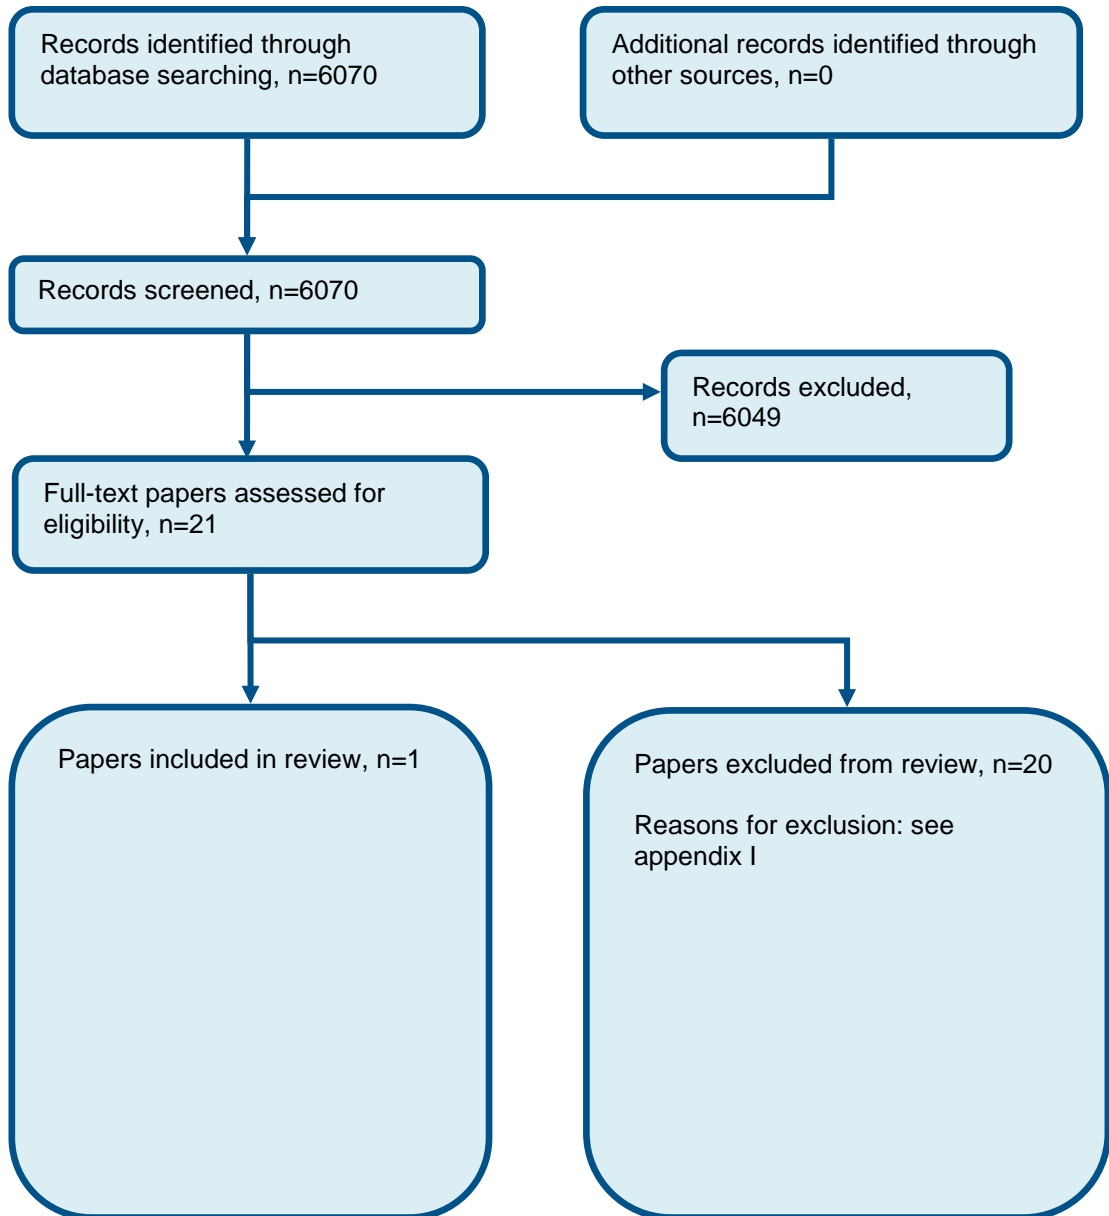 Records identified through
database searching, n=6070
Additional records identified through
other sources, n=0
Records screened, n=6070
Records excluded,
n=6049
Full-text papers assessed for
eligibility, n=21
Papers included in review, n=1
Papers excluded from review, n=20
Reasons for exclusion: see
appendix I